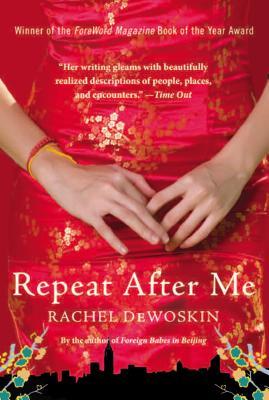 Winner of the ForeWord Magazine Book of the Year Award
"Her writing gleams with beautifully
realized descriptions of people, places,
and encounters." —Time Out
Repeat After Me
RACHEL DEWOSKIN
By the author of Foreign Babes in Beijing